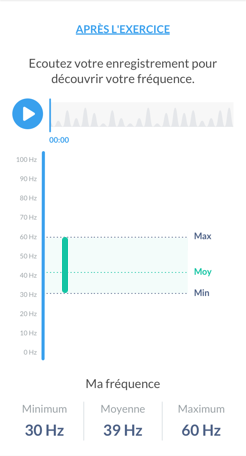 APRÈS L'EXERCICE
Ecoutez votre enregistrement pour
découvrir votre fréquence.
00:00
100 Hz
90 Hz
80 Hz
70 Hz
60 Hz
Max
50 Hz
40 Hz
Moy
30 Hz
Min
20 Hz
10 Hz
0 Hz
Ma fréquence
Minimum Moyenne Maximum
30 Hz 39 Hz 60 Hz